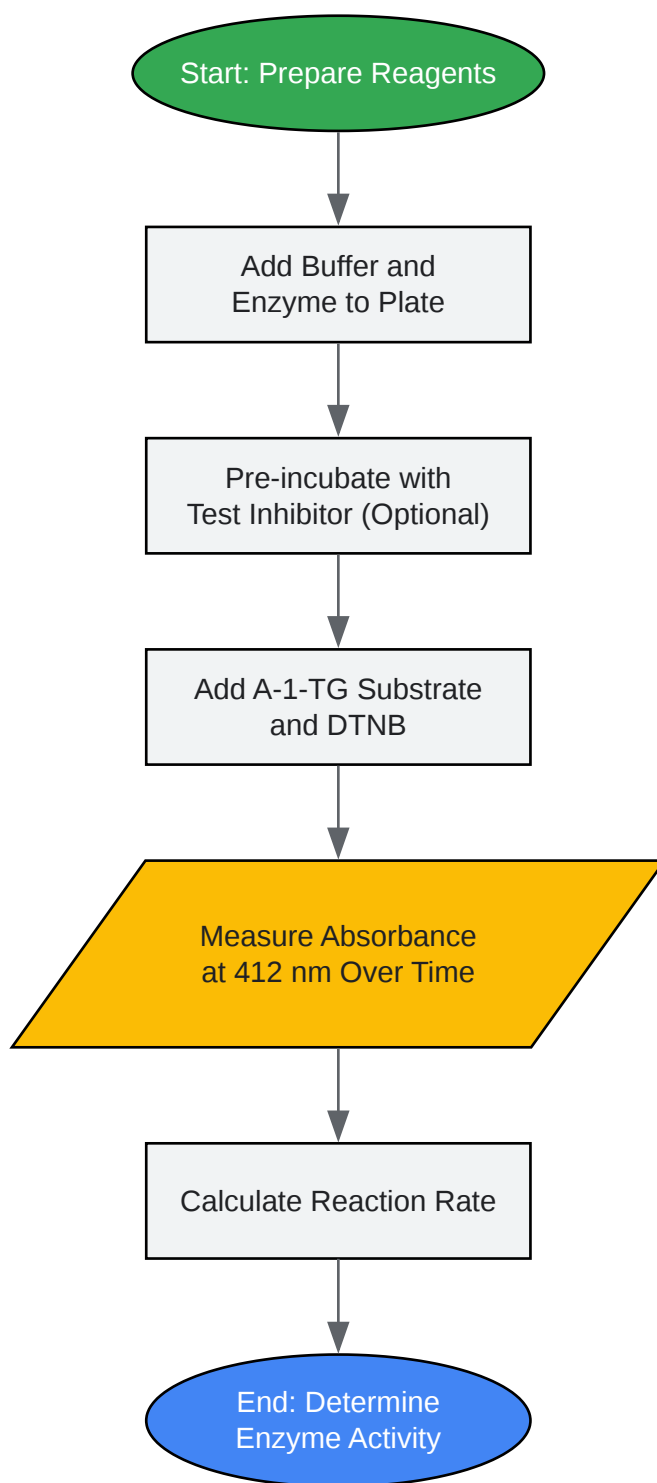 Start: Prepare Reagents
Add Buffer and
Enzyme to Plate
Pre-incubate with
Test Inhibitor (Optional)
Add A-1-TG Substrate
and DTNB
Measure Absorbance
at 412 nm Over Time
Calculate Reaction Rate
End: Determine
Enzyme Activity